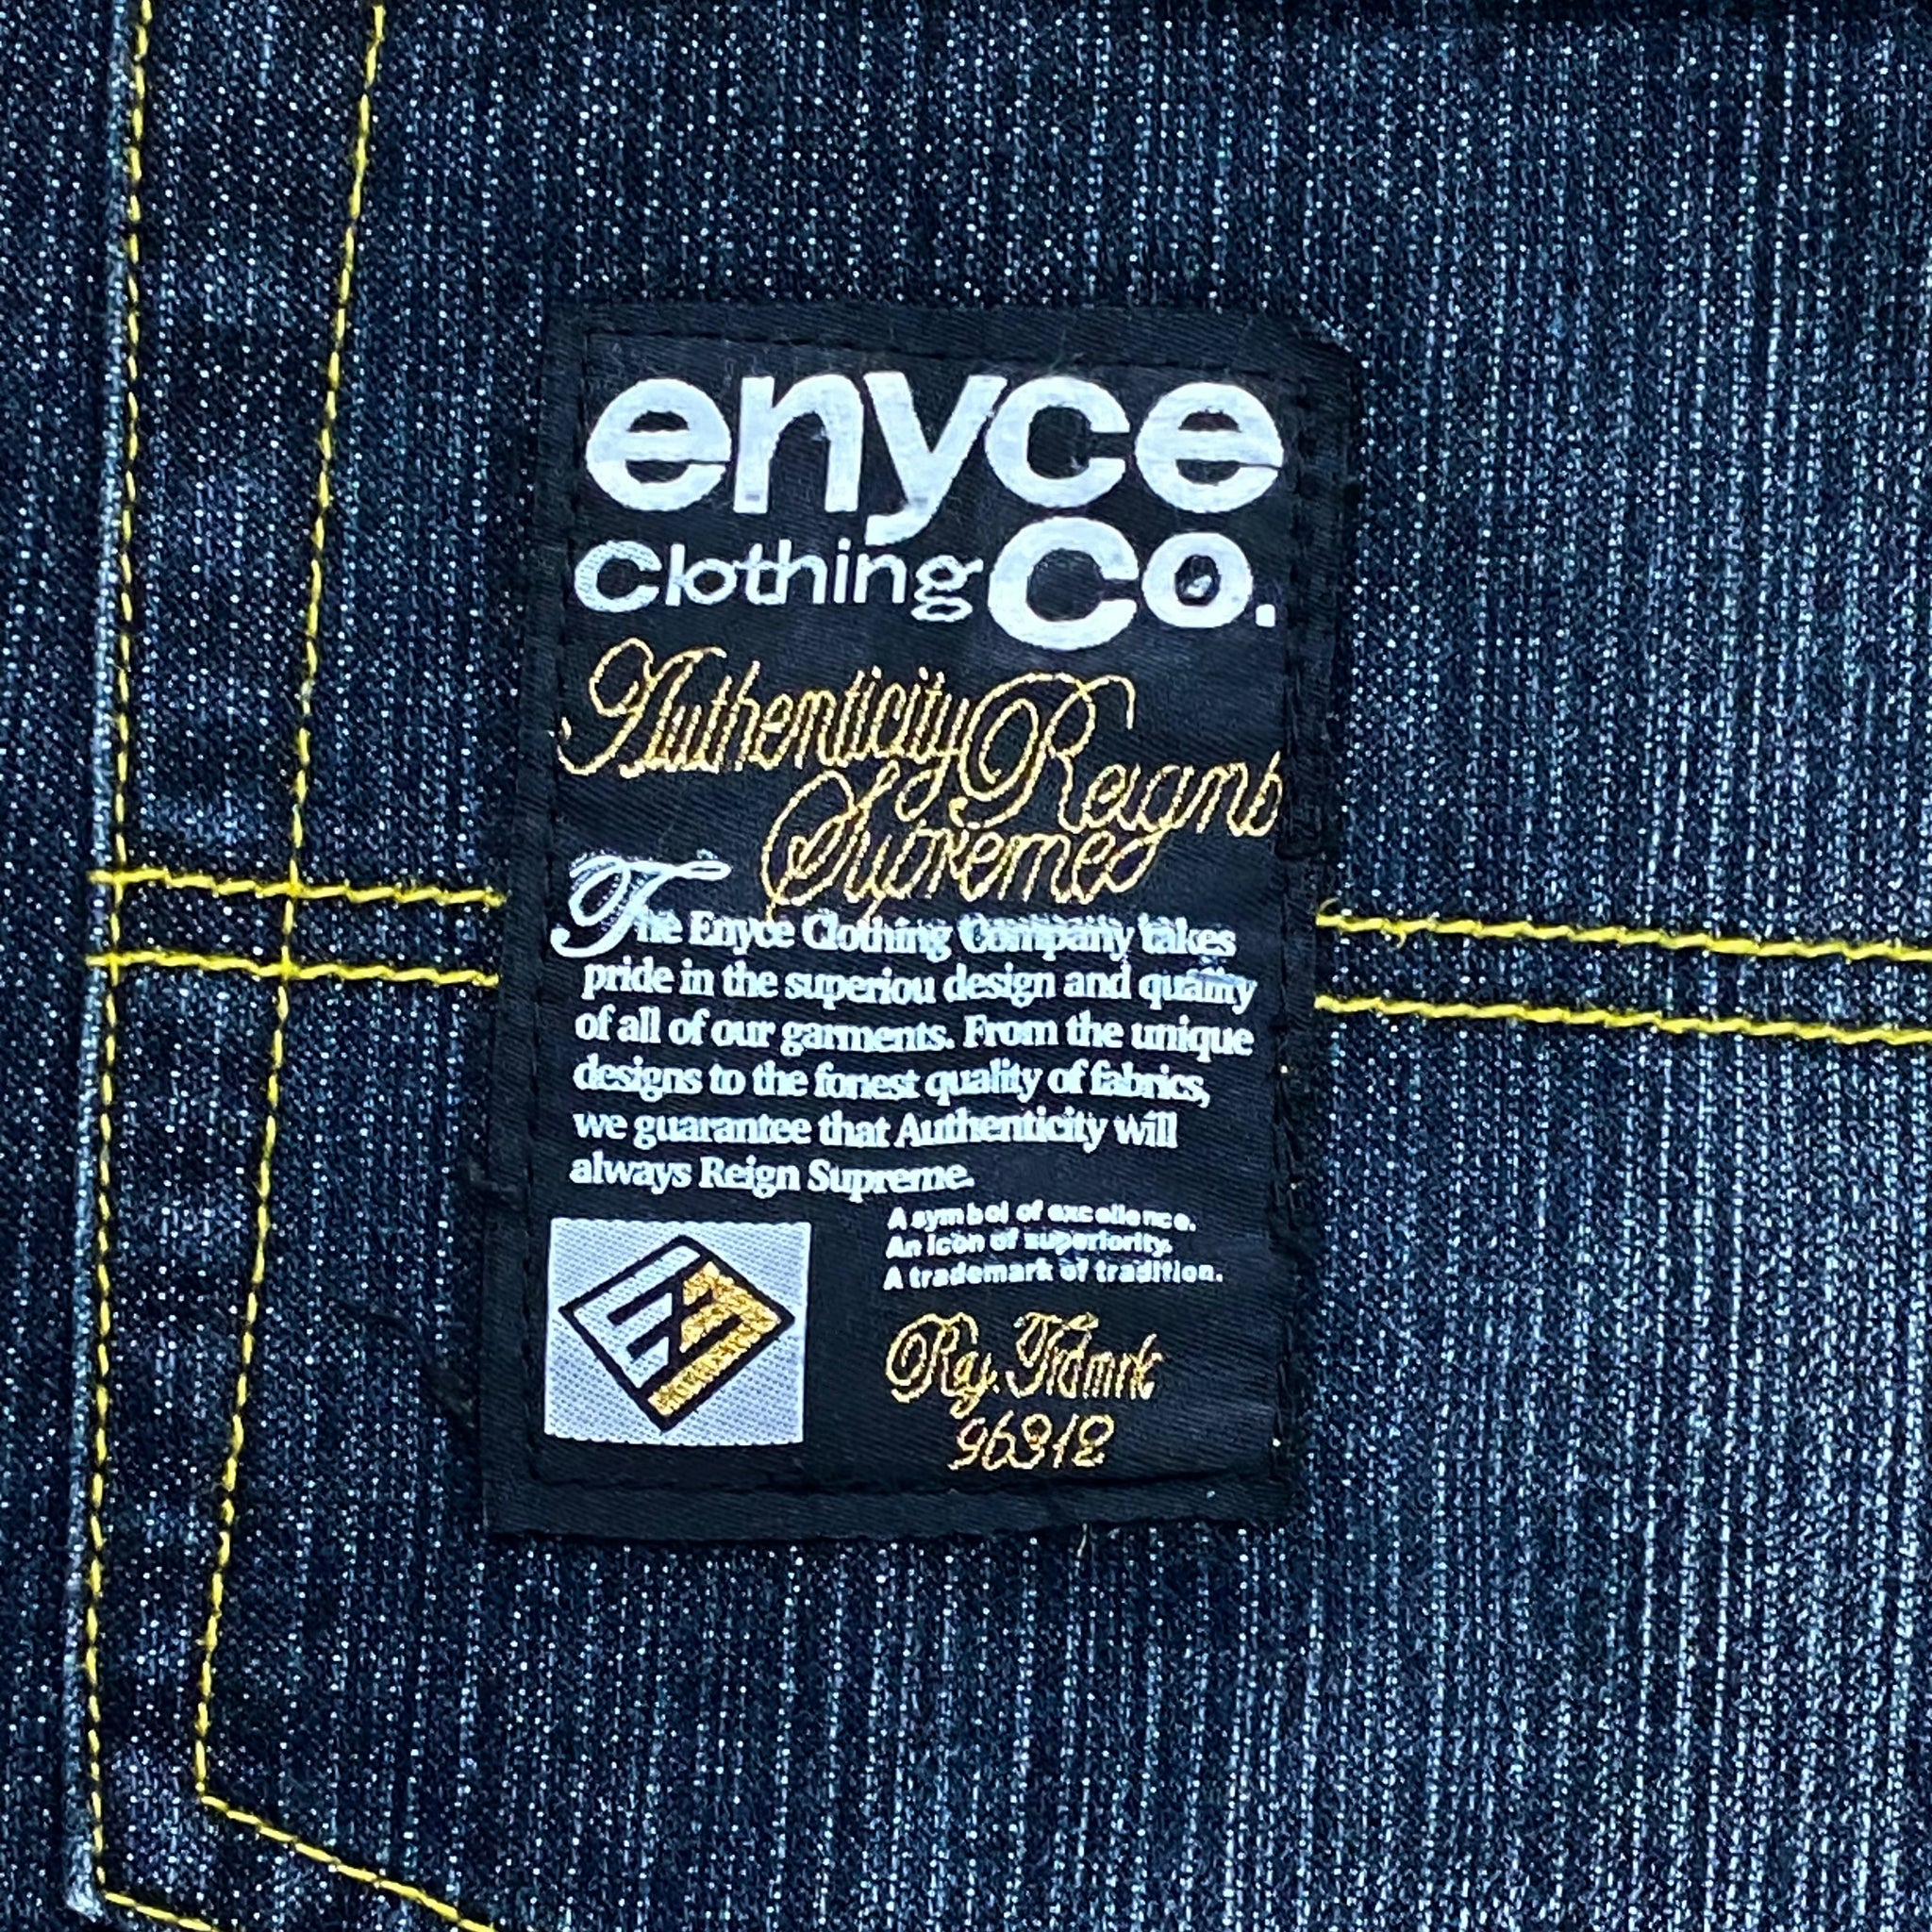 enyce
Clothing Co.
Authenticity Reigns
Supreme
The Enyce Clothing Company takes
pride in the superiou design and quality
of all of our garments. From the unique
designs to the fonest quality of fabrics,
we guarantee that Authenticity will
always Reign Supreme.
A symbol of excellence.
An icon of superiority.
A trademark of tradition.
Reg. Trdmrk
96312